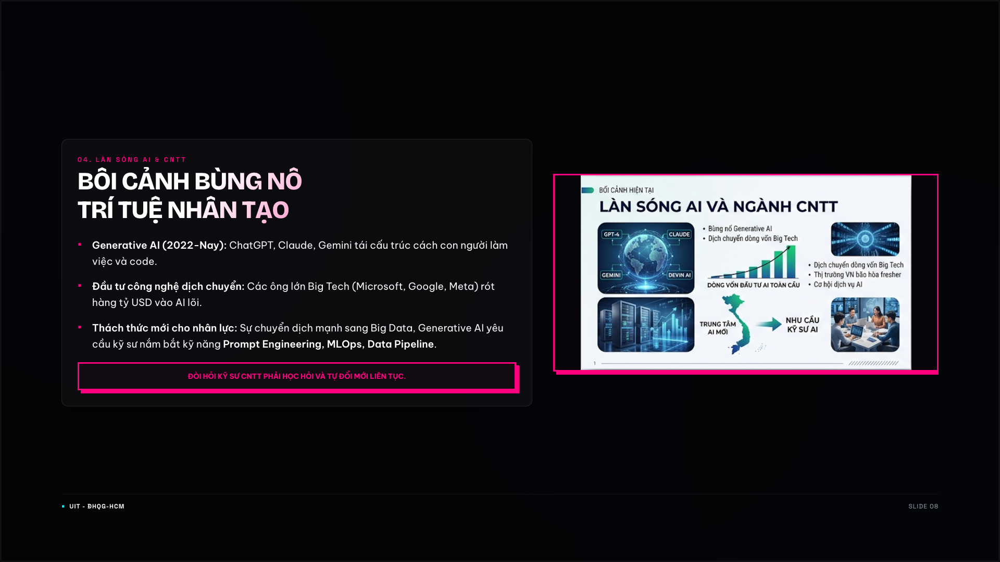 04. LÀN SÓNG AI & CNTT
BÔI CẢNH BÙNG NÔ
TRÍ TUỆ NHÂN TẠO
▪ Generative AI (2022-Nay): ChatGPT, Claude, Gemini tái cấu trúc cách con người làm
việc và code.
▪ Đầu tư công nghệ dịch chuyển: Các ông lớn Big Tech (Microsoft, Google, Meta) rót
hàng tỷ USD vào AI lõi.
▪ Thách thức mới cho nhân lực: Sự chuyển dịch mạnh sang Big Data, Generative AI yêu
cầu kỹ sư nắm bắt kỹ năng Prompt Engineering, MLOps, Data Pipeline.
ĐÒI HỎI KỸ SƯ CNTT PHẢI HỌC HỎI VÀ TỰ ĐỔI MỚI LIÊN TỤC.
BỐI CẢNH HIỆN TẠI
LÀN SÓNG AI VÀ NGÀNH CNTT
GPT-4
CLAUDE
GEMINI
DEVIN AI
• Bùng nổ Generative AI
• Dịch chuyển dòng vốn Big Tech
DÒNG VỐN ĐẦU TƯ AI TOÀN CẦU
• Dịch chuyển dòng vốn Big Tech
• Thị trường VN bão hòa fresher
• Cơ hội dịch vụ AI
TRUNG TÂM
AI MỚI
NHU CẦU
KỸ SƯ AI
1
UIT - ĐHQG-HCM
SLIDE 08